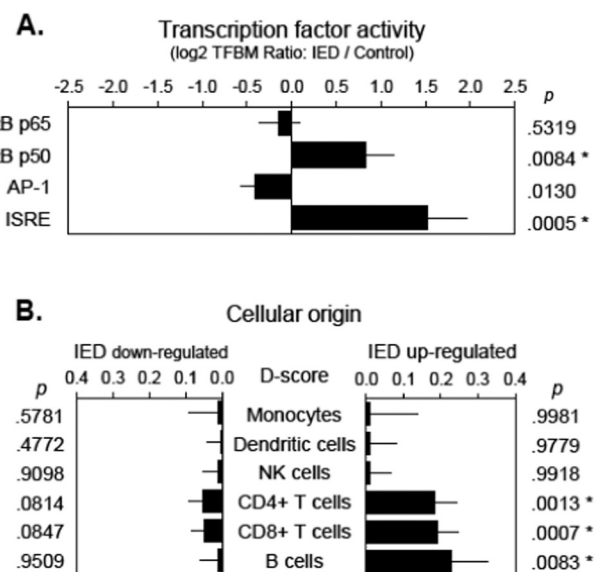 A.
Transcription factor activity
(log2 TFBM Ratio: IED / Control)
-2.5 -2.0 -1.5 -1.0 -0.5 0.0 0.5 1.0 1.5 2.0 2.5 p
B p65 .5319
B p50 .0084 *
AP-1 .0130
ISRE .0005 *
B.
Cellular origin
IED down-regulated IED up-regulated
p 0.4 0.3 0.2 0.1 0.0 D-score 0.0 0.1 0.2 0.3 0.4 p
.5781 Monocytes .9981
.4772 Dendritic cells .9779
.9098 NK cells .9918
.0814 CD4+ T cells .0013 *
.0847 CD8+ T cells .0007 *
.9509 B cells .0083 *